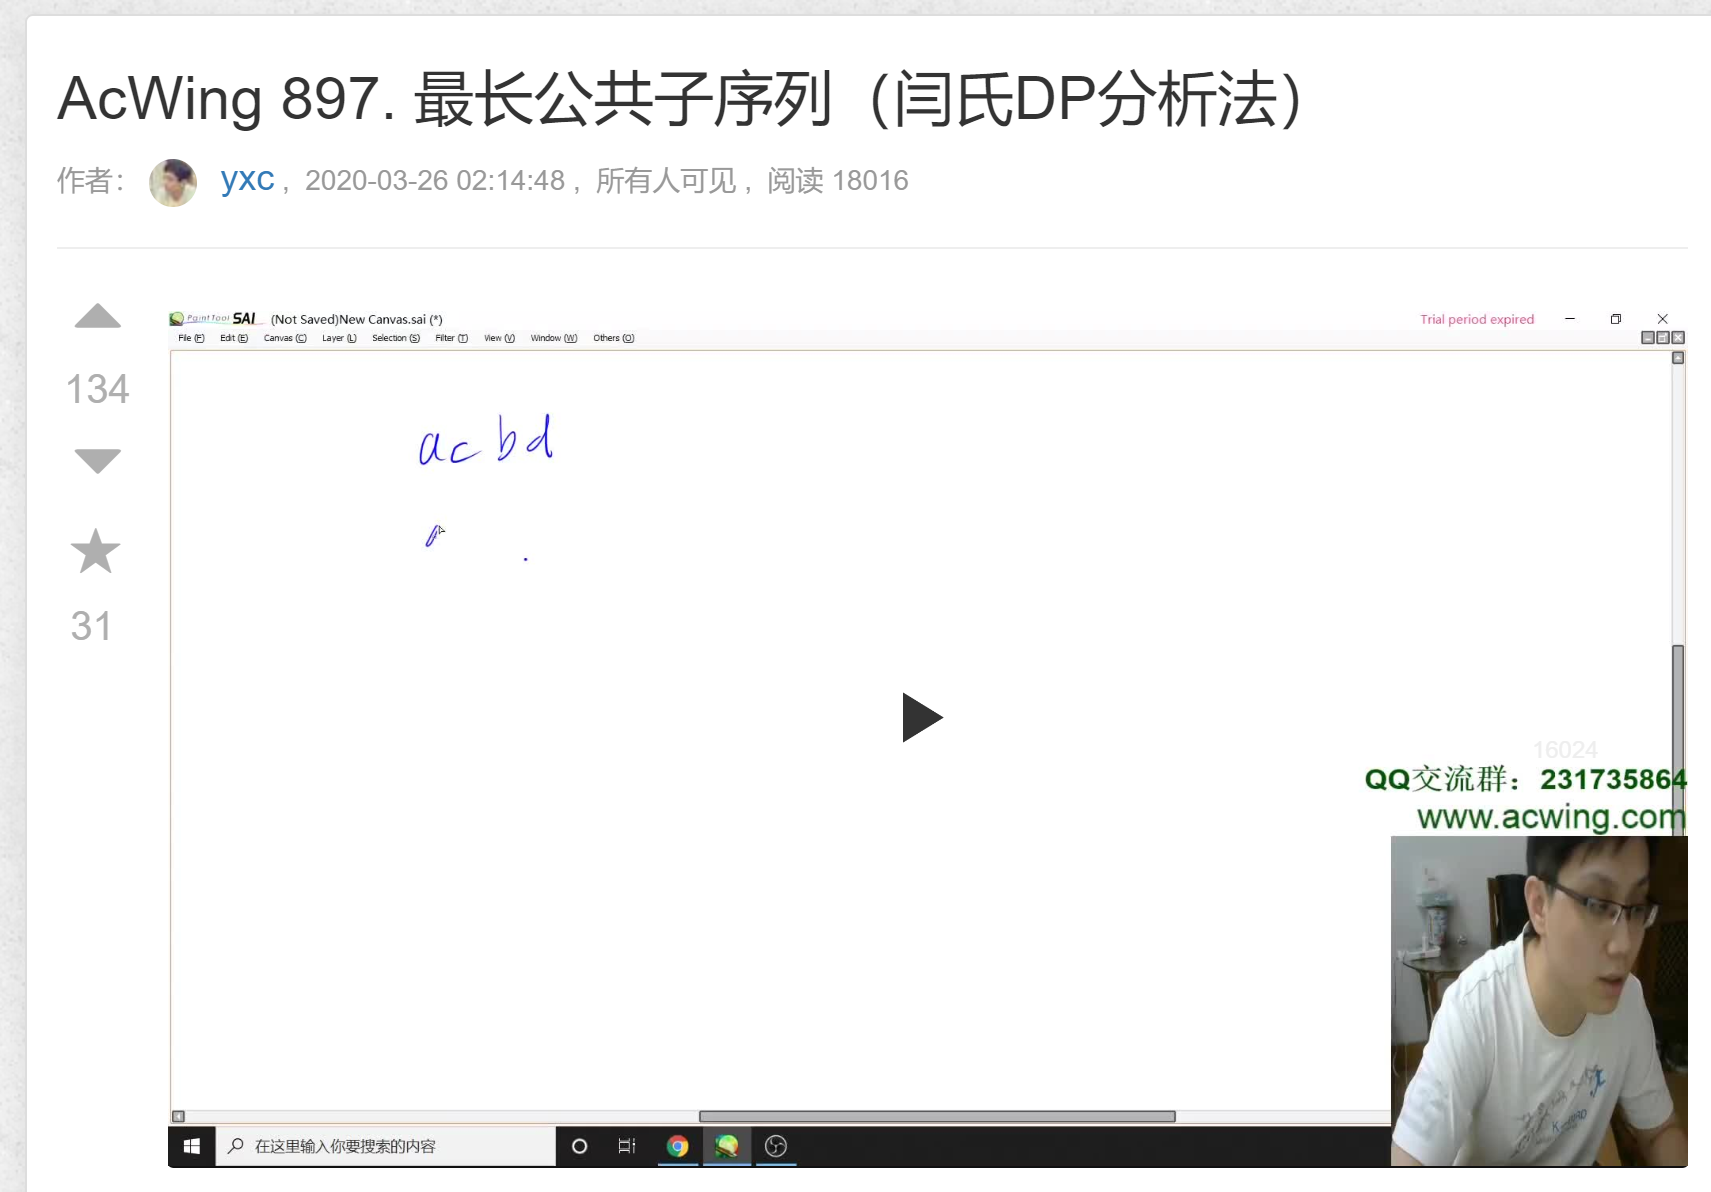 AcWing 897. 最长公共子序列（闫氏DP分析法）
作者： yxc ， 2020-03-26 02:14:48 ， 所有人可见 ， 阅读 18016
134
31
PaintTool SAI (Not Saved)New Canvas.sai (*)
Trial period expired
File (F) Edit (E) Canvas (C) Layer (L) Selection (S) Filter (T) View (V) Window (W) Others (O)
acbd
16024
QQ交流群：231735864
www.acwing.com
在这里输入你要搜索的内容